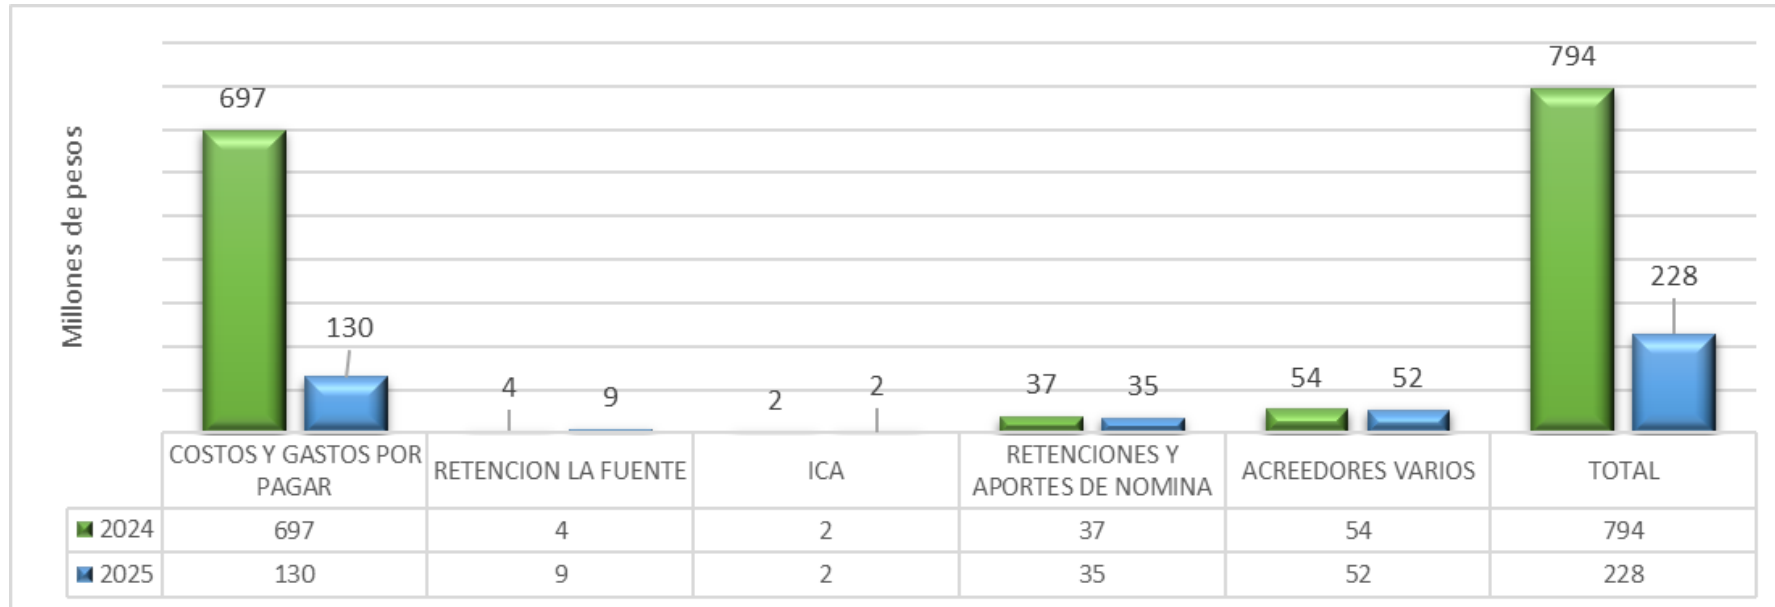 Millones de pesos
697
130
4
9
2
2
37
35
54
52
794
228
COSTOS Y GASTOS POR
PAGAR
RETENCION LA FUENTE
ICA
RETENCIONES Y
APORTES DE NOMINA
ACREEDORES VARIOS
TOTAL
2024 697 4 2 37 54 794
2025 130 9 2 35 52 228